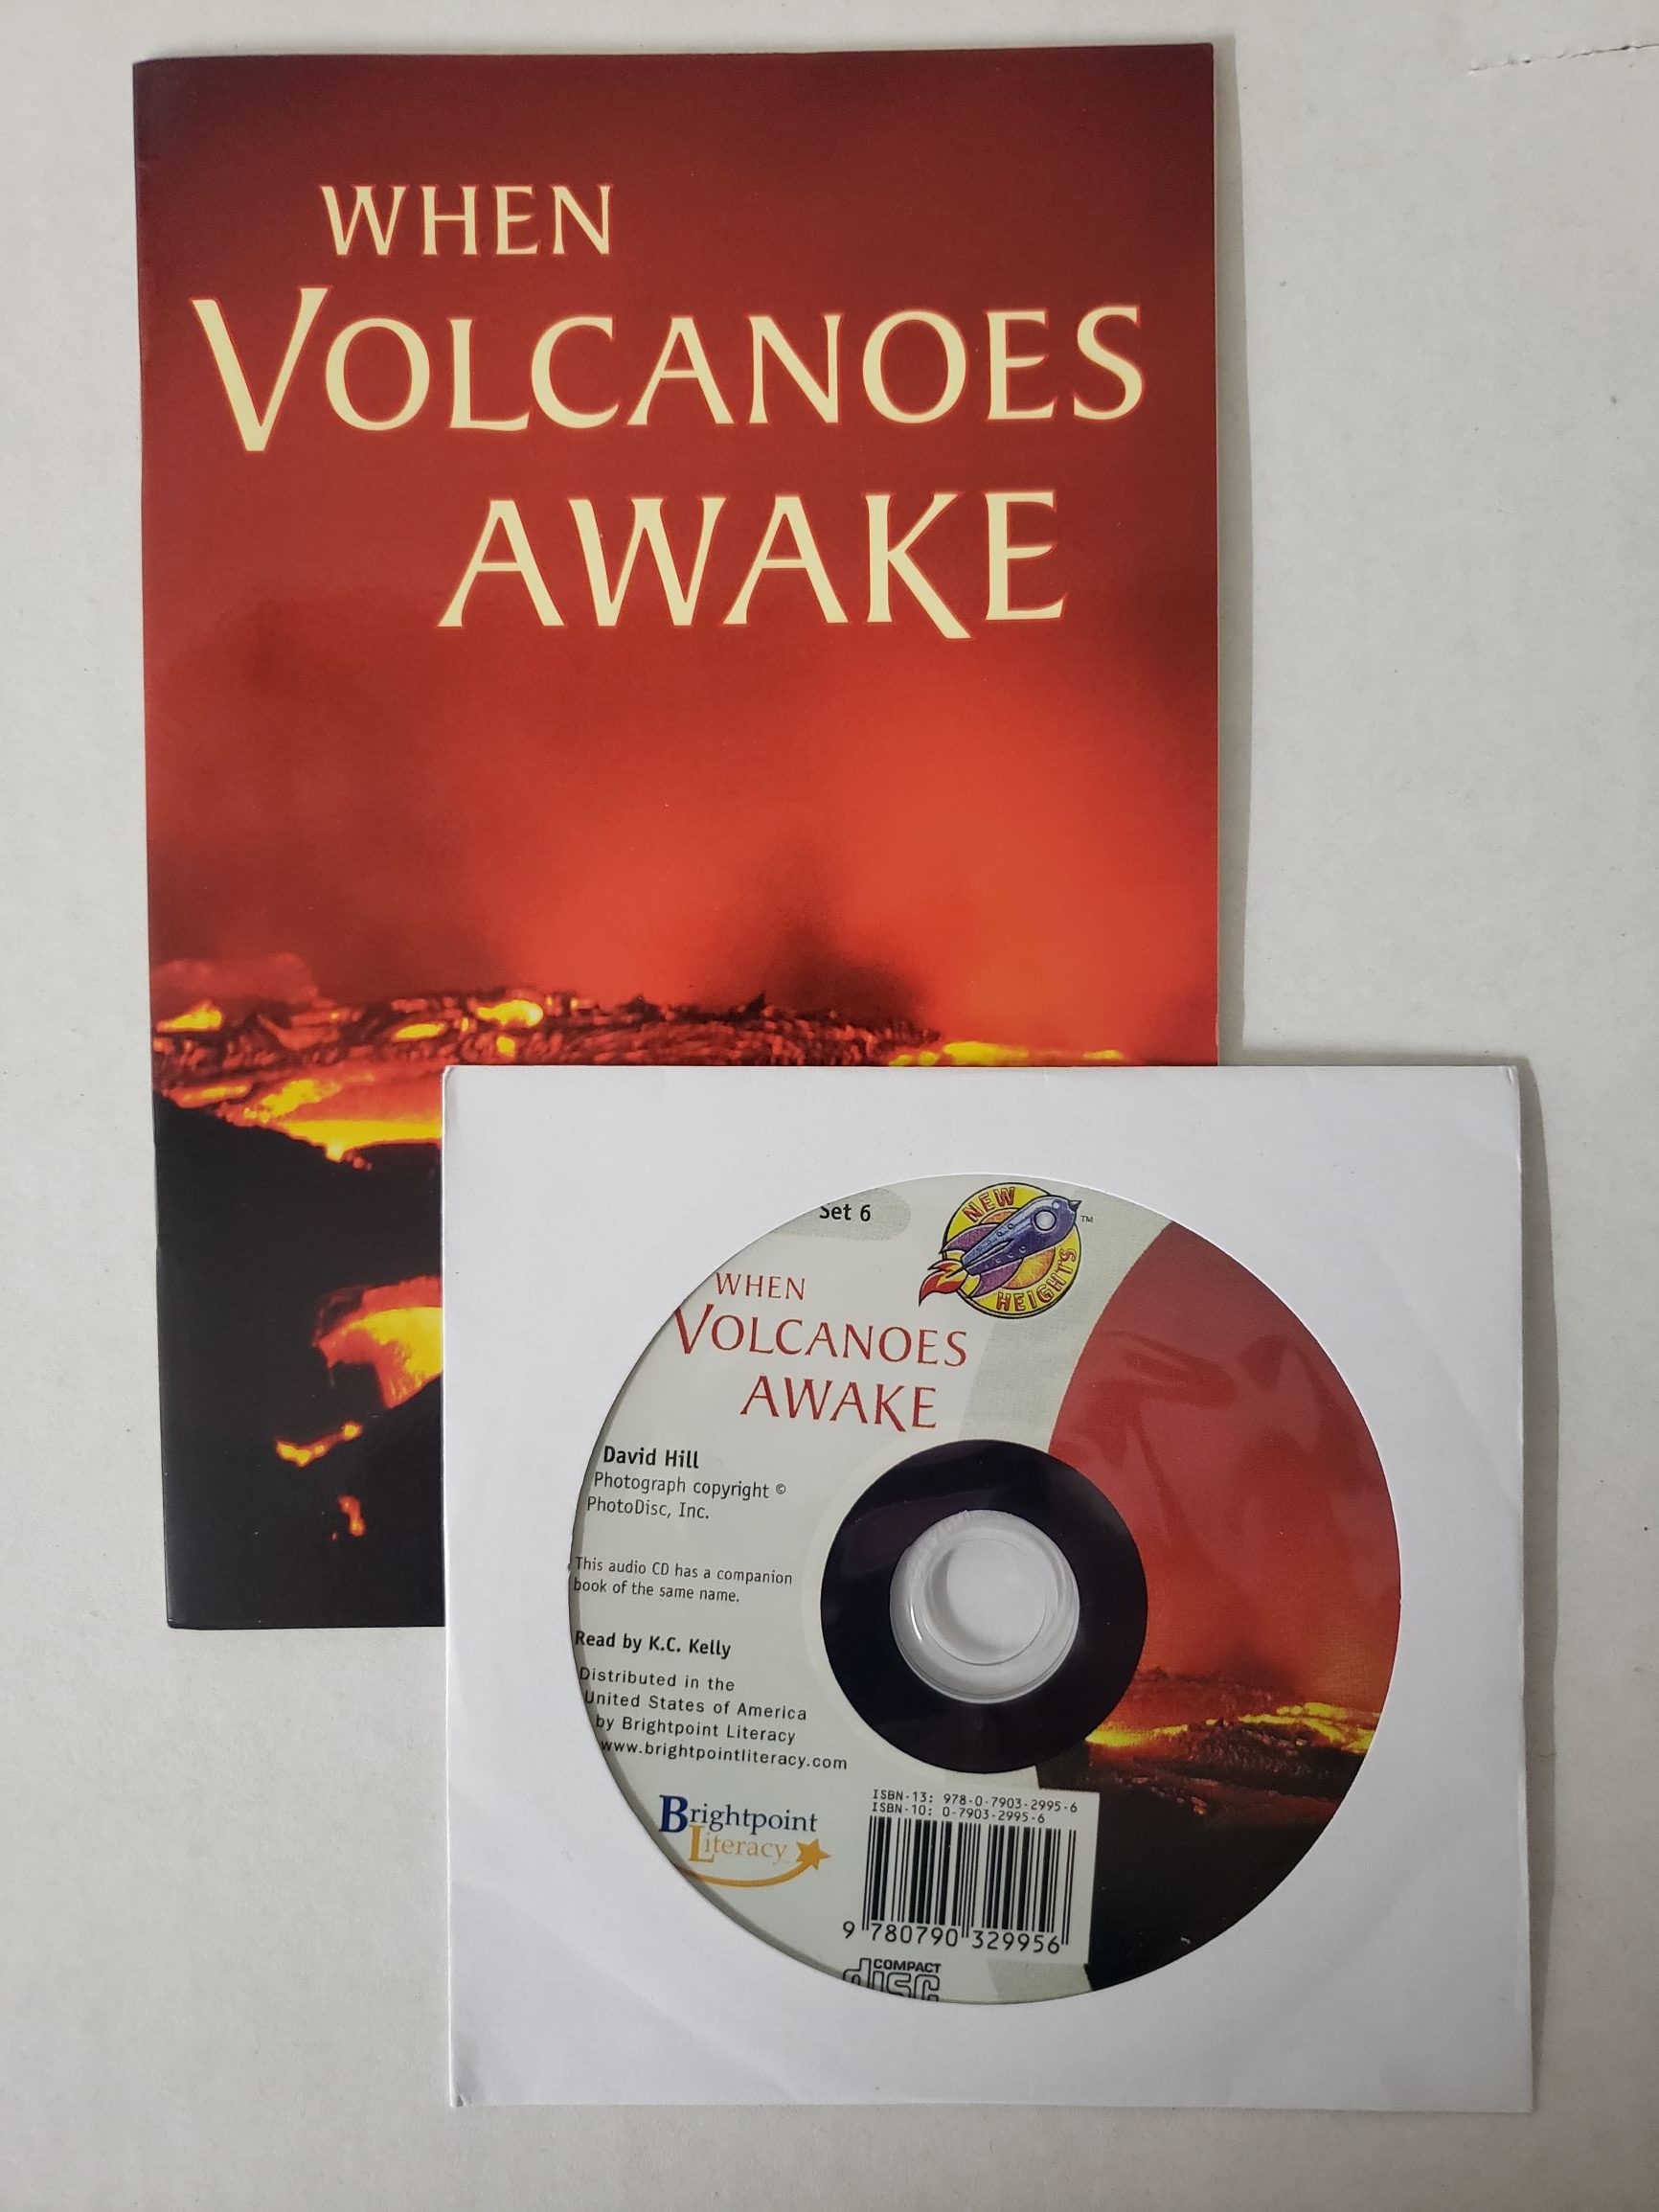 WHEN
VOLCANOES
AWAKE
Set 6
NEW
HEIGHTS
™
WHEN
VOLCANOES
AWAKE
David Hill
Photograph copyright ©
PhotoDisc, Inc.
This audio CD has a companion
book of the same name.
Read by K.C. Kelly
Distributed in the
United States of America
by Brightpoint Literacy
www.brightpointliteracy.com
Brightpoint
Literacy
ISBN-13: 978-0-7903-2995-6
ISBN-10: 0-7903-2995-6
9 780790 329956
COMPACT
disc